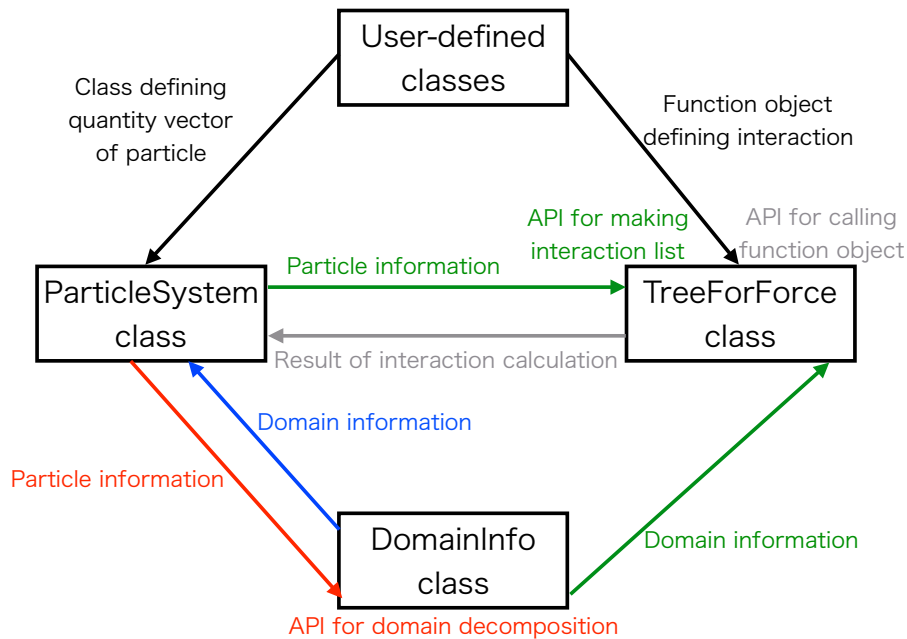 User-defined
classes
Class defining
quantity vector
of particle
Function object
defining interaction
API for making
interaction list
API for calling
function object
Particle information
ParticleSystem
class
TreeForForce
class
Result of interaction calculation
Domain information
Particle information
DomainInfo
class
Domain information
API for domain decomposition